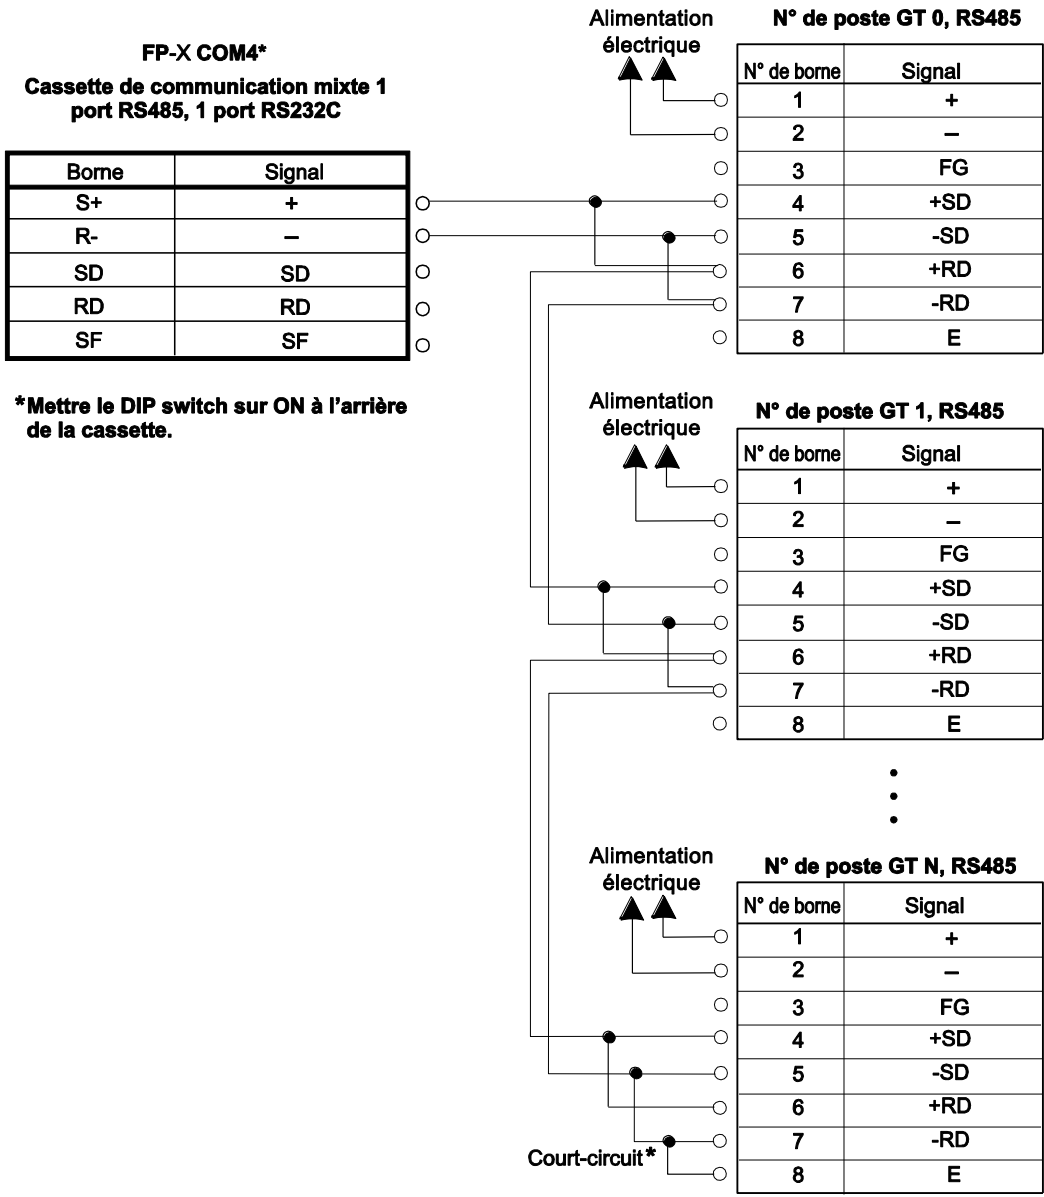 FP-X COM4*
Cassette de communication mixte 1
port RS485, 1 port RS232C
Borne Signal
S+ +
R- –
SD SD
RD RD
SF SF
*Mettre le DIP switch sur ON à l'arrière
de la cassette.
Alimentation
électrique
N° de poste GT 0, RS485
N° de borne Signal
1 +
2 –
3 FG
4 +SD
5 -SD
6 +RD
7 -RD
8 E
Alimentation
électrique
N° de poste GT 1, RS485
N° de borne Signal
1 +
2 –
3 FG
4 +SD
5 -SD
6 +RD
7 -RD
8 E
Alimentation
électrique
N° de poste GT N, RS485
N° de borne Signal
1 +
2 –
3 FG
4 +SD
5 -SD
6 +RD
7 -RD
8 E
Court-circuit*